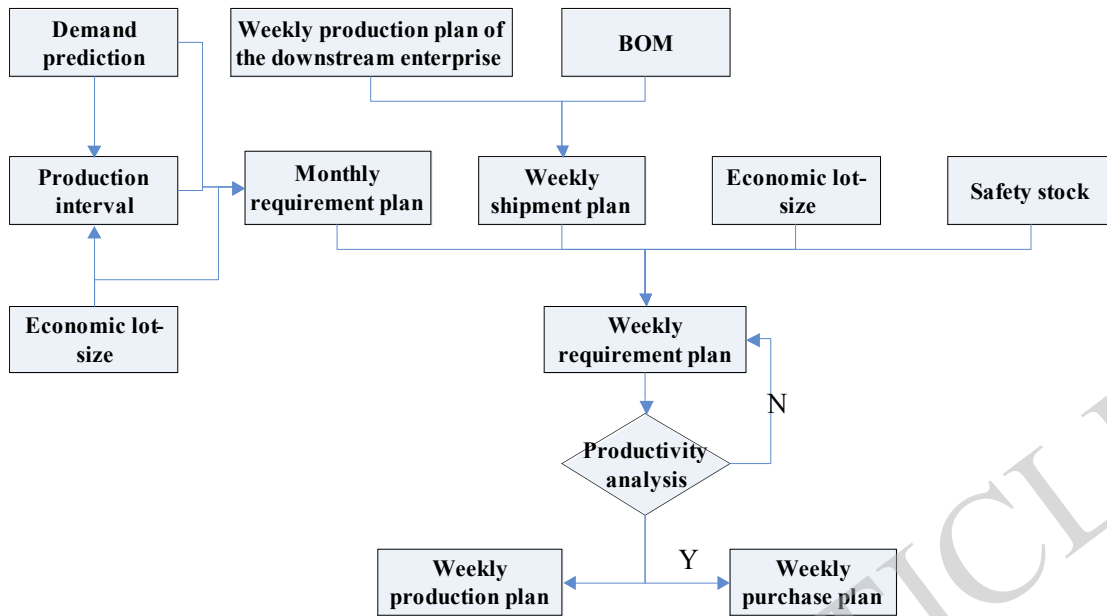 Demand
prediction
Weekly production plan of
the downstream enterprise
BOM
Production
interval
Monthly
requirement plan
Weekly
shipment plan
Economic lot-
size
Safety stock
Economic lot-
size
Weekly
requirement plan
N
Productivity
analysis
Y
Weekly
production plan
Weekly
purchase plan